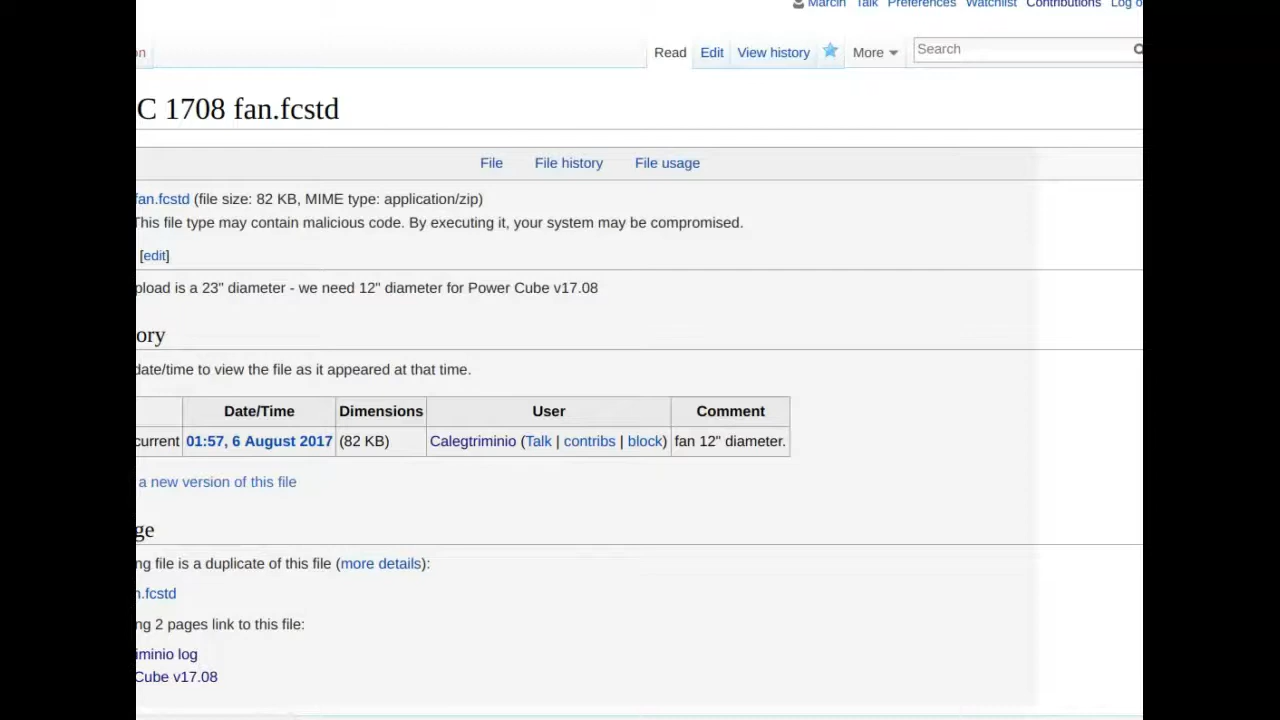 Marcin Talk Preferences Watchlist Contributions Log o
on Read Edit View history More Search
C 1708 fan.fcstd
File File history File usage
fan.fcstd (file size: 82 KB, MIME type: application/zip)
This file type may contain malicious code. By executing it, your system may be compromised.
[edit]
pload is a 23" diameter - we need 12" diameter for Power Cube v17.08
ory
date/time to view the file as it appeared at that time.
Date/Time Dimensions User Comment
current 01:57, 6 August 2017 (82 KB) Calegtriminio (Talk | contribs | block) fan 12" diameter.
a new version of this file
ge
ng file is a duplicate of this file (more details):
n.fcstd
ng 2 pages link to this file:
iminio log
Cube v17.08